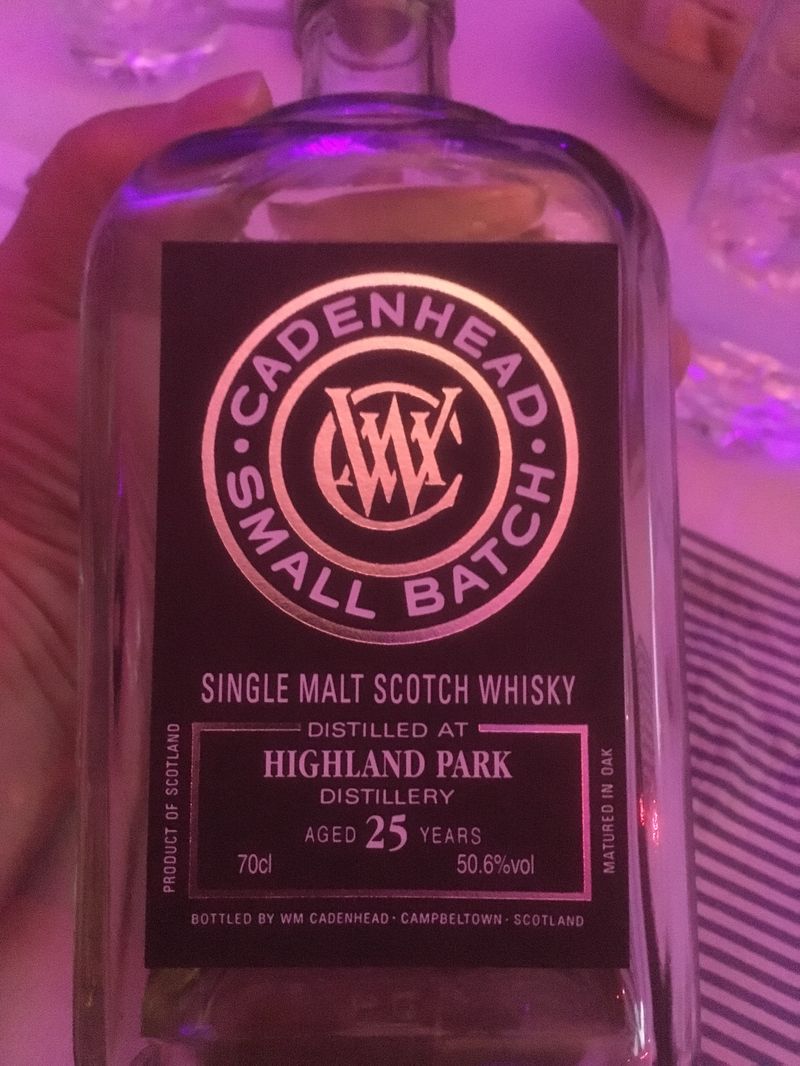 CADENHEAD
SMALL BATCH
WC
SINGLE MALT SCOTCH WHISKY
DISTILLED AT
HIGHLAND PARK
DISTILLERY
AGED 25 YEARS
70cl 50.6%vol
PRODUCT OF SCOTLAND
MATURED IN OAK
BOTTLED BY WM CADENHEAD · CAMPBELTOWN · SCOTLAND